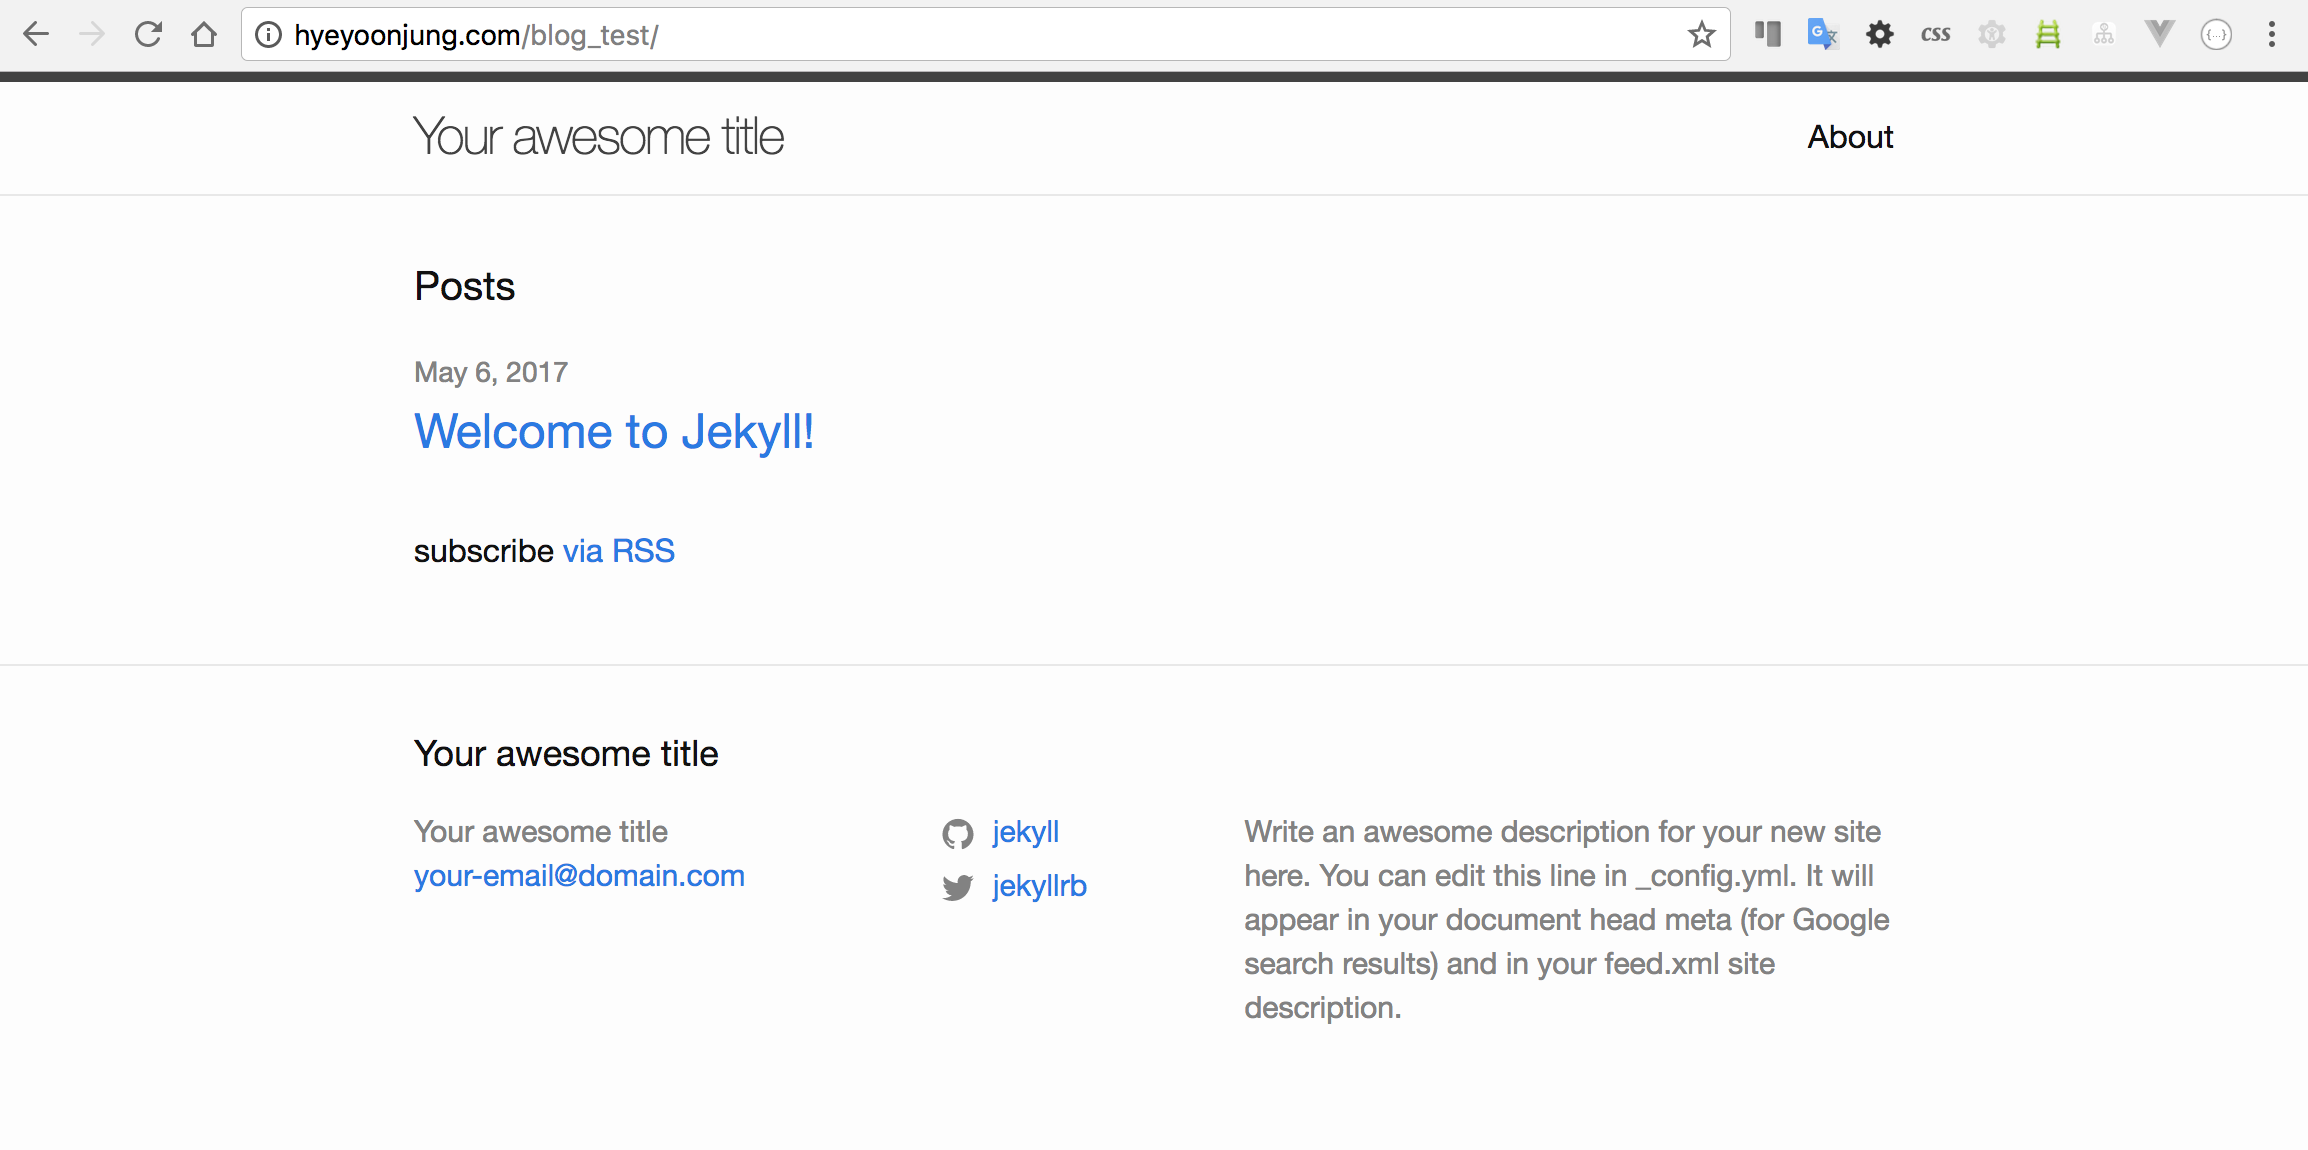 hyeyoonjung.com/blog_test/
css
{...}
Your awesome title
About
Posts
May 6, 2017
Welcome to Jekyll!
subscribe via RSS
Your awesome title
Your awesome title
your-email@domain.com
jekyll
jekyllrb
Write an awesome description for your new site
here. You can edit this line in _config.yml. It will
appear in your document head meta (for Google
search results) and in your feed.xml site
description.